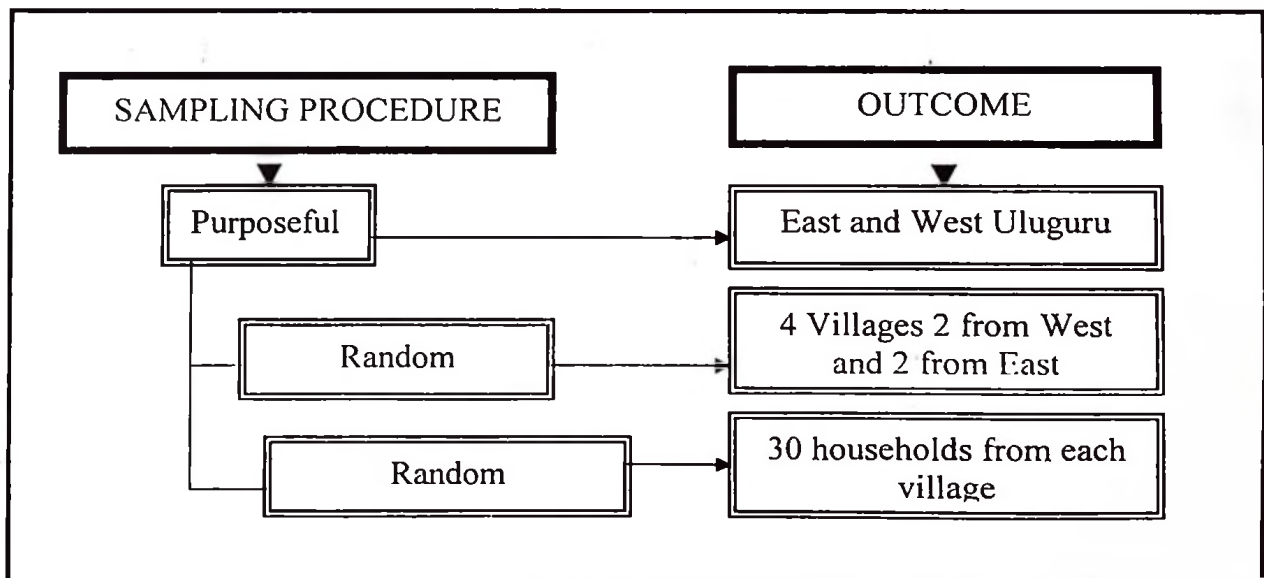 SAMPLING PROCEDURE
OUTCOME
Purposeful
East and West Uluguru
Random
4 Villages 2 from West
and 2 from East
Random
30 households from each
village